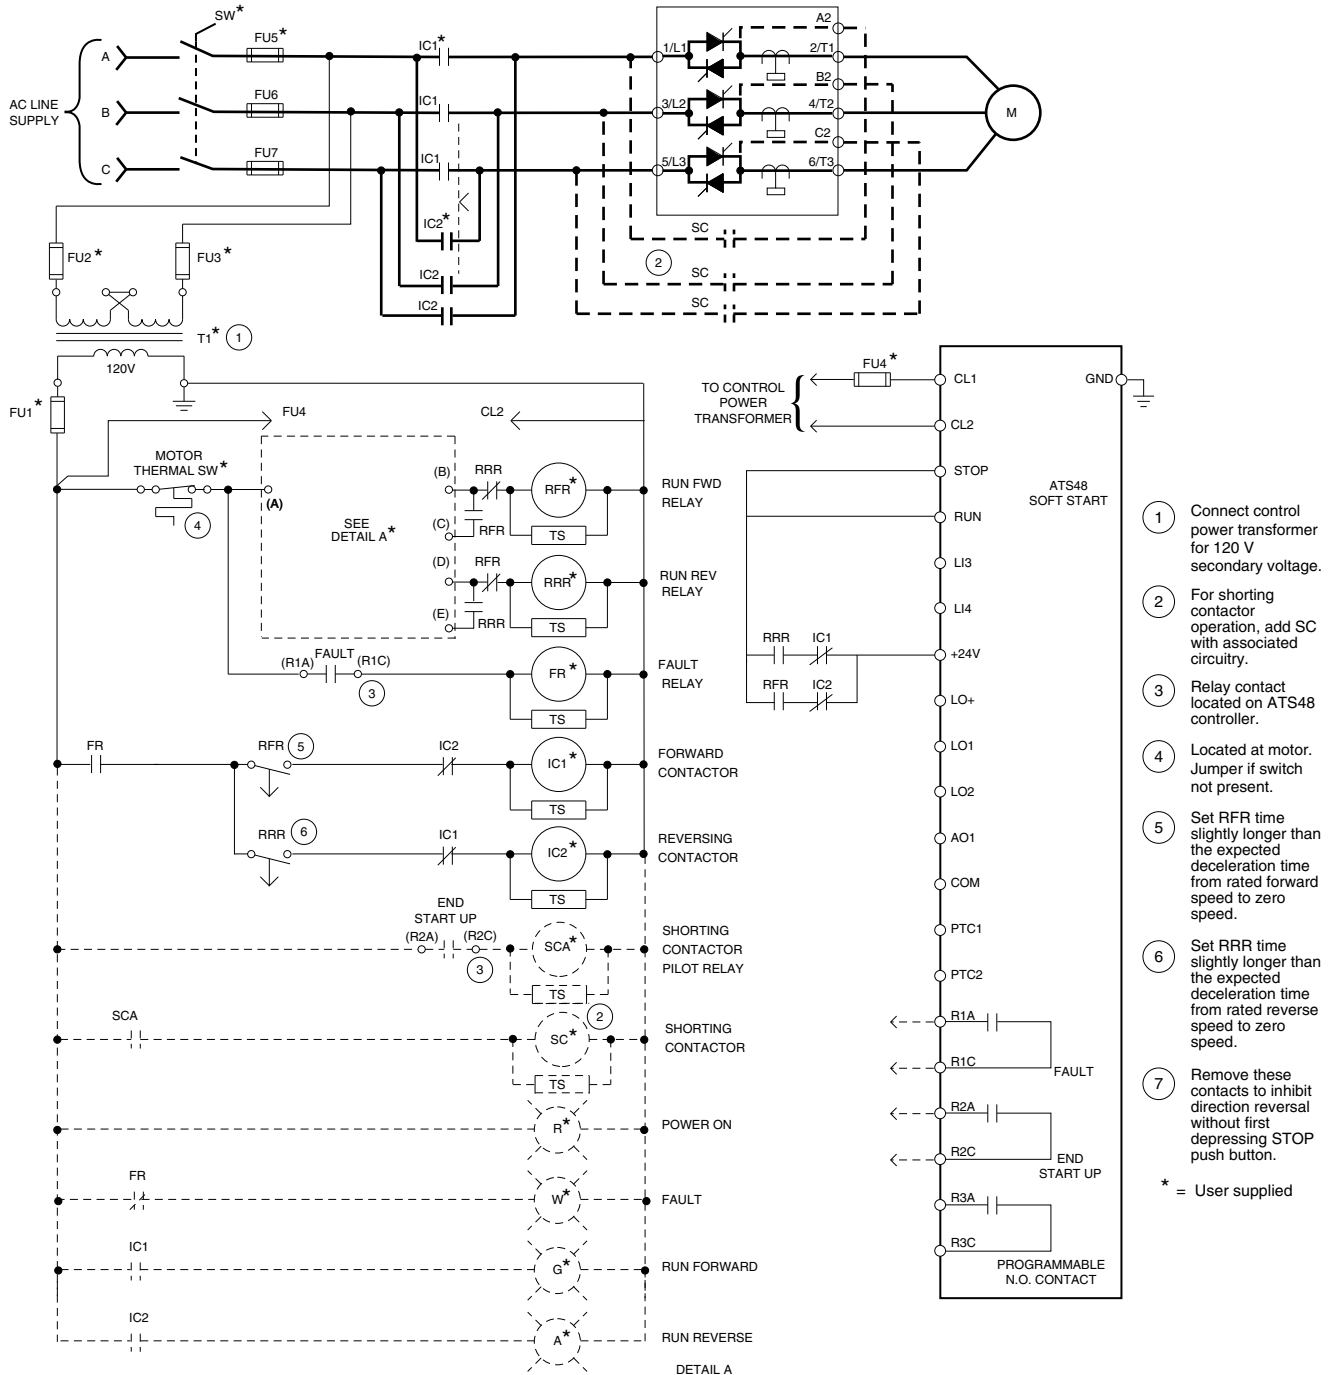 SW*
FU5*
IC1*
A2
1/L1
2/T1
A
AC LINE
SUPPLY
B
FU6
IC1
B2
3/L2
4/T2
M
C
FU7
IC1
C2
5/L3
6/T3
IC2*
IC2
IC2
SC
2
SC
SC
FU2*
FU3*
T1*
1
120V
FU1*
FU4
CL2
MOTOR
THERMAL SW*
4
(A)
SEE
DETAIL A*
(B)
RRR
RFR*
RUN FWD
RELAY
(C)
RFR
TS
(D)
RFR
RRR*
RUN REV
RELAY
(E)
RRR
TS
(R1A)
FAULT
(R1C)
3
FR*
FAULT
RELAY
TS
FR
RFR
5
IC2
IC1*
FORWARD
CONTACTOR
TS
RRR
6
IC1
IC2*
REVERSING
CONTACTOR
TS
END
START UP
(R2A)
(R2C)
3
SCA*
SHORTING
CONTACTOR
PILOT RELAY
TS
SCA
2
SC*
SHORTING
CONTACTOR
TS
R*
POWER ON
FR
W*
FAULT
IC1
G*
RUN FORWARD
IC2
A*
RUN REVERSE
DETAIL A
TO CONTROL
POWER
TRANSFORMER
FU4*
CL1
GND
CL2
STOP
ATS48
SOFT START
RUN
LI3
LI4
RRR
IC1
+24V
RFR
IC2
LO+
LO1
LO2
AO1
COM
PTC1
PTC2
R1A
R1C
FAULT
R2A
R2C
END
START UP
R3A
R3C
PROGRAMMABLE
N.O. CONTACT
1
Connect control
power transformer
for 120 V
secondary voltage.
2
For shorting
contactor
operation, add SC
with associated
circuitry.
3
Relay contact
located on ATS48
controller.
4
Located at motor.
Jumper if switch
not present.
5
Set RFR time
slightly longer than
the expected
deceleration time
from rated forward
speed to zero
speed.
6
Set RRR time
slightly longer than
the expected
deceleration time
from rated reverse
speed to zero
speed.
7
Remove these
contacts to inhibit
direction reversal
without first
depressing STOP
push button.
* = User supplied